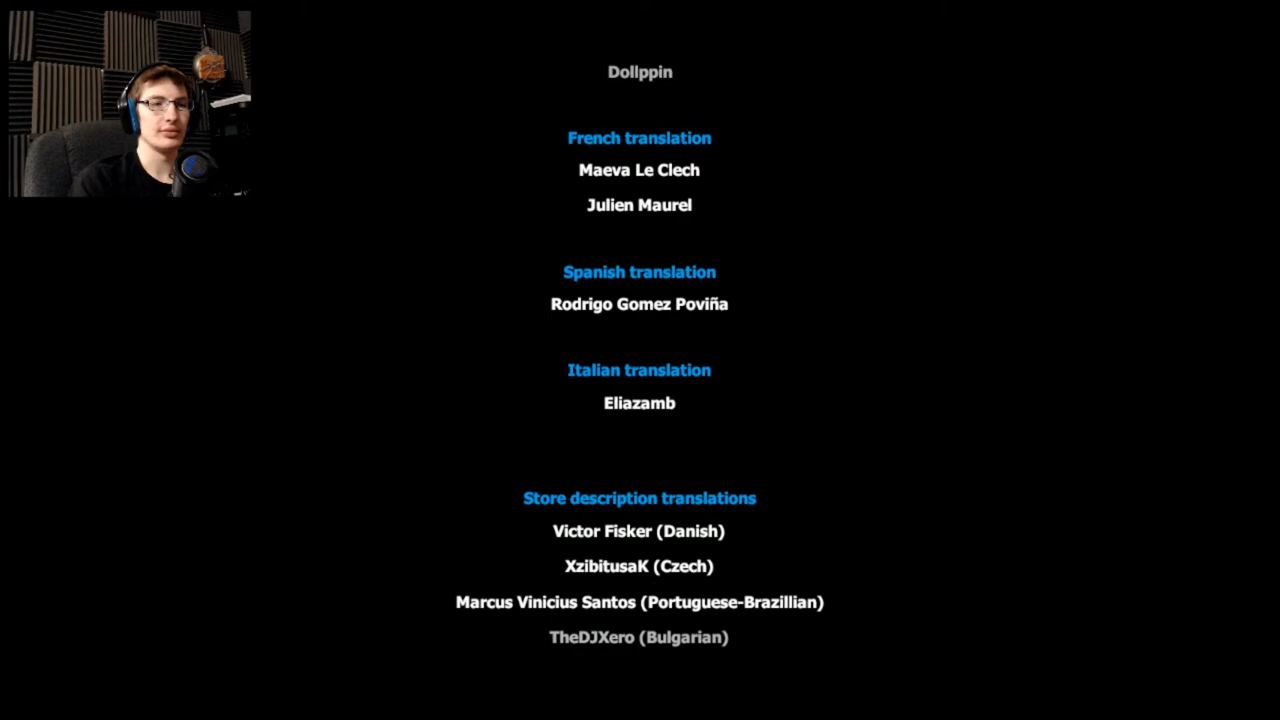 Dollppin
French translation
Maeva Le Clech
Julien Maurel
Spanish translation
Rodrigo Gomez Poviña
Italian translation
Eliazamb
Store description translations
Victor Fisker (Danish)
XzibitusaK (Czech)
Marcus Vinicius Santos (Portuguese-Brazillian)
TheDJXero (Bulgarian)